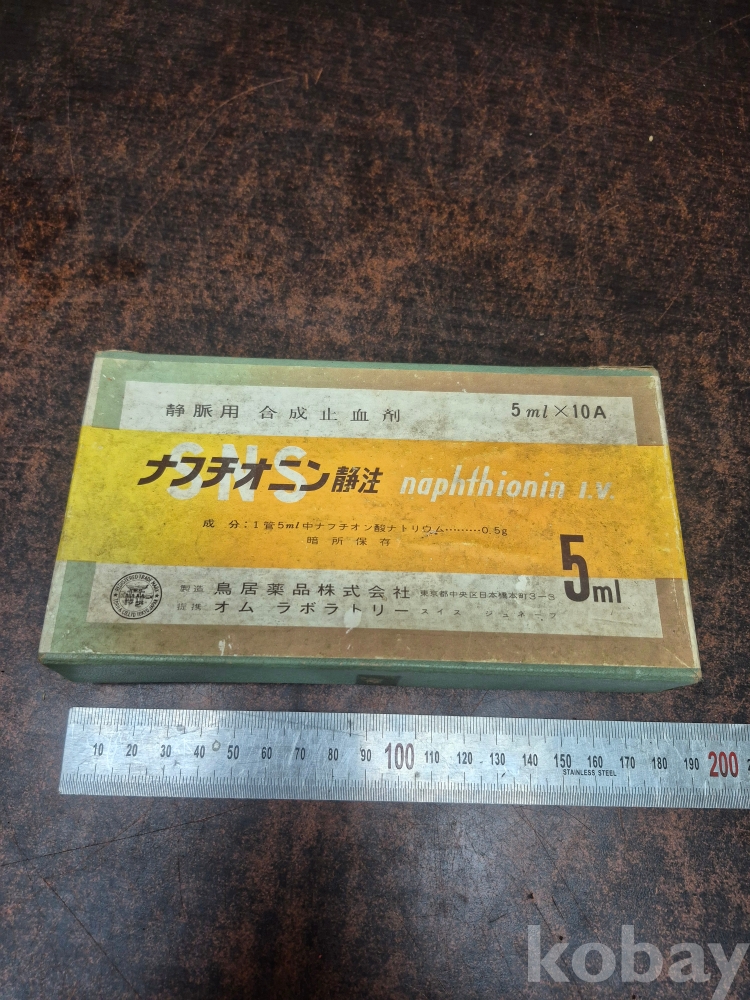 静脈用 合成止血剤 5ml×10A
SNS
ナフチオニン静注 naphthionin i.v.
成 分:1管5ml中ナフチオン酸ナトリウム………0.5g
暗所保存
5ml
製造 鳥居薬品株式会社 東京都中央区日本橋本町3-3
提携 オム ラボラトリー スイス ジュネーヴ
REGISTERED TRADE MARK
10 20 30 40 50 60 70 80 90 100 110 120 130 140 150 160 170 180 190 200
STAINLESS STEEL
kobay